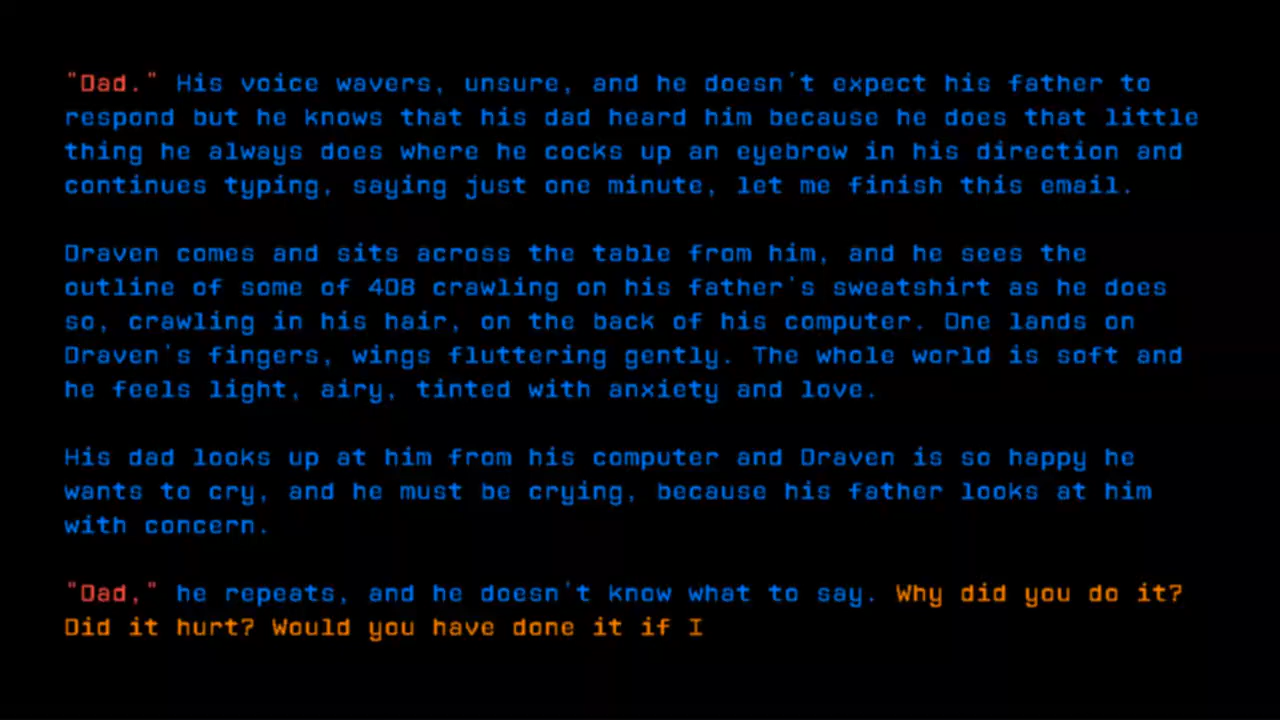 "Dad." His voice wavers, unsure, and he doesn't expect his father to
respond but he knows that his dad heard him because he does that little
thing he always does where he cocks up an eyebrow in his direction and
continues typing, saying just one minute, let me finish this email.
Draven comes and sits across the table from him, and he sees the
outline of some of 408 crawling on his father's sweatshirt as he does
so, crawling in his hair, on the back of his computer. One lands on
Draven's fingers, wings fluttering gently. The whole world is soft and
he feels light, airy, tinted with anxiety and love.
His dad looks up at him from his computer and Draven is so happy he
wants to cry, and he must be crying, because his father looks at him
with concern.
"Dad," he repeats, and he doesn't know what to say. Why did you do it?
Did it hurt? Would you have done it if I